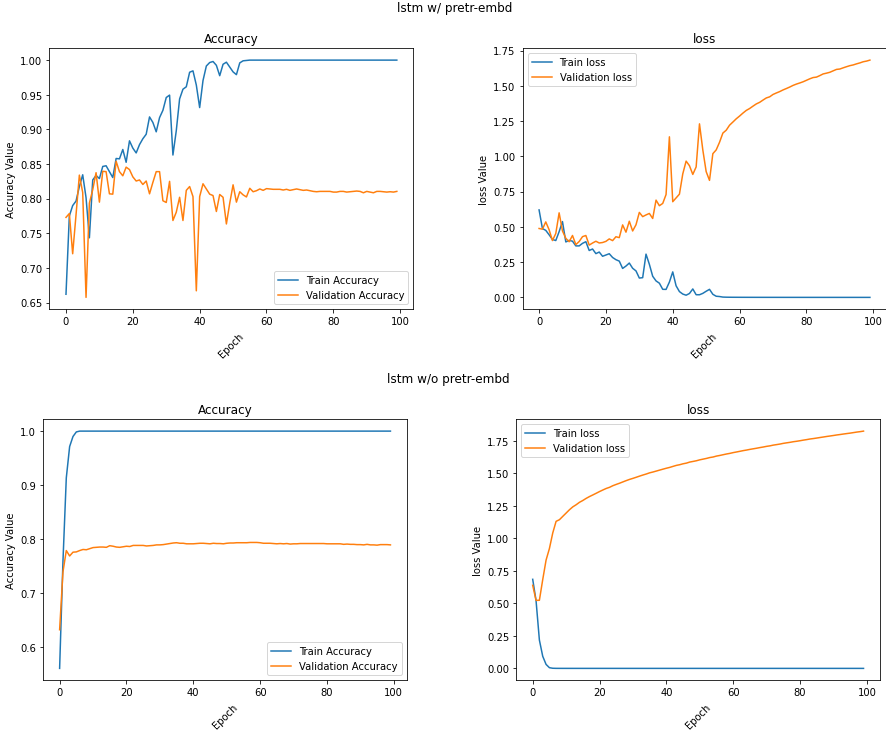 lstm w/ pretr-embd
Accuracy
1.00
0.95
0.90
0.85
0.80
0.75
0.70
0.65
Accuracy Value
Train Accuracy
Validation Accuracy
0 20 40 60 80 100
Epoch
loss
1.75
1.50
1.25
1.00
0.75
0.50
0.25
0.00
loss Value
Train loss
Validation loss
0 20 40 60 80 100
Epoch
lstm w/o pretr-embd
Accuracy
1.0
0.9
0.8
0.7
0.6
Accuracy Value
Train Accuracy
Validation Accuracy
0 20 40 60 80 100
Epoch
loss
1.75
1.50
1.25
1.00
0.75
0.50
0.25
0.00
loss Value
Train loss
Validation loss
0 20 40 60 80 100
Epoch